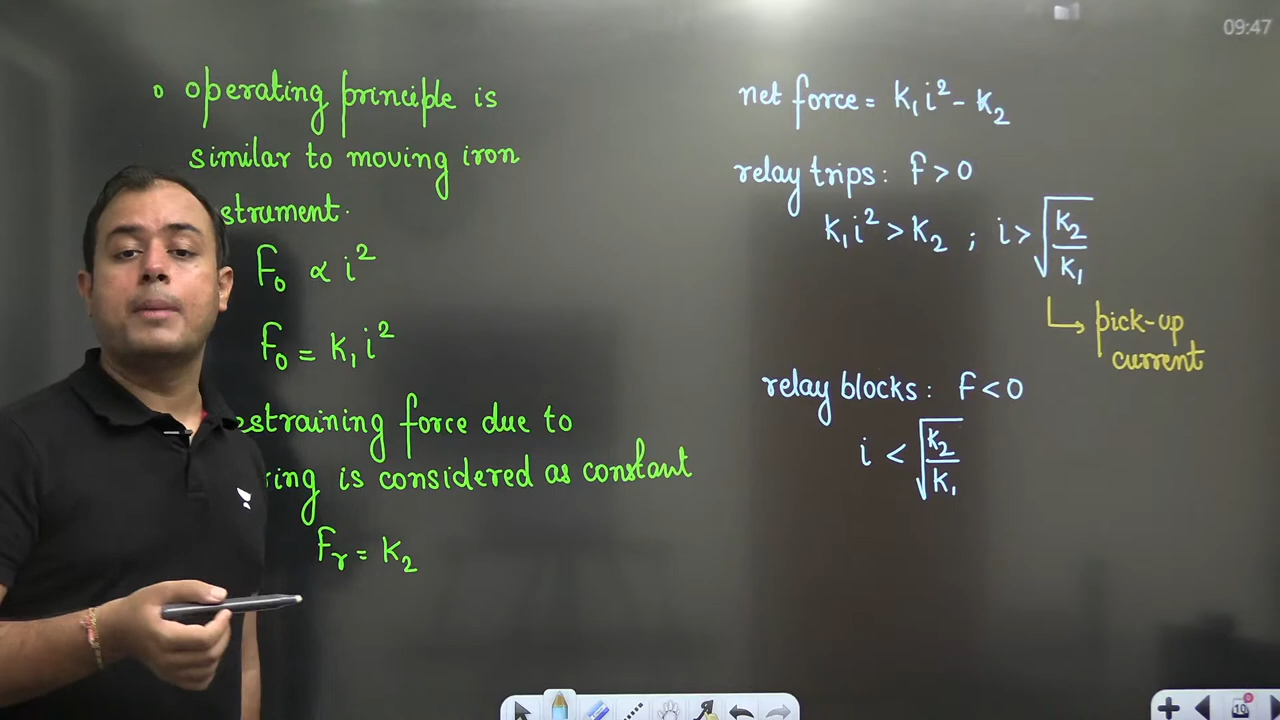 operating principle is
similar to moving iron
strument.
F₀ ∝ i²
F₀ = K₁ i²
estraining force due to
ring is considered as constant
Fᵣ = K₂
09:47
net force = K₁ i² - K₂
relay trips: F > 0
K₁ i² > K₂ ; i > √(K₂/K₁)
↳ pick-up
current
relay blocks: F < 0
i < √(K₂/K₁)
10